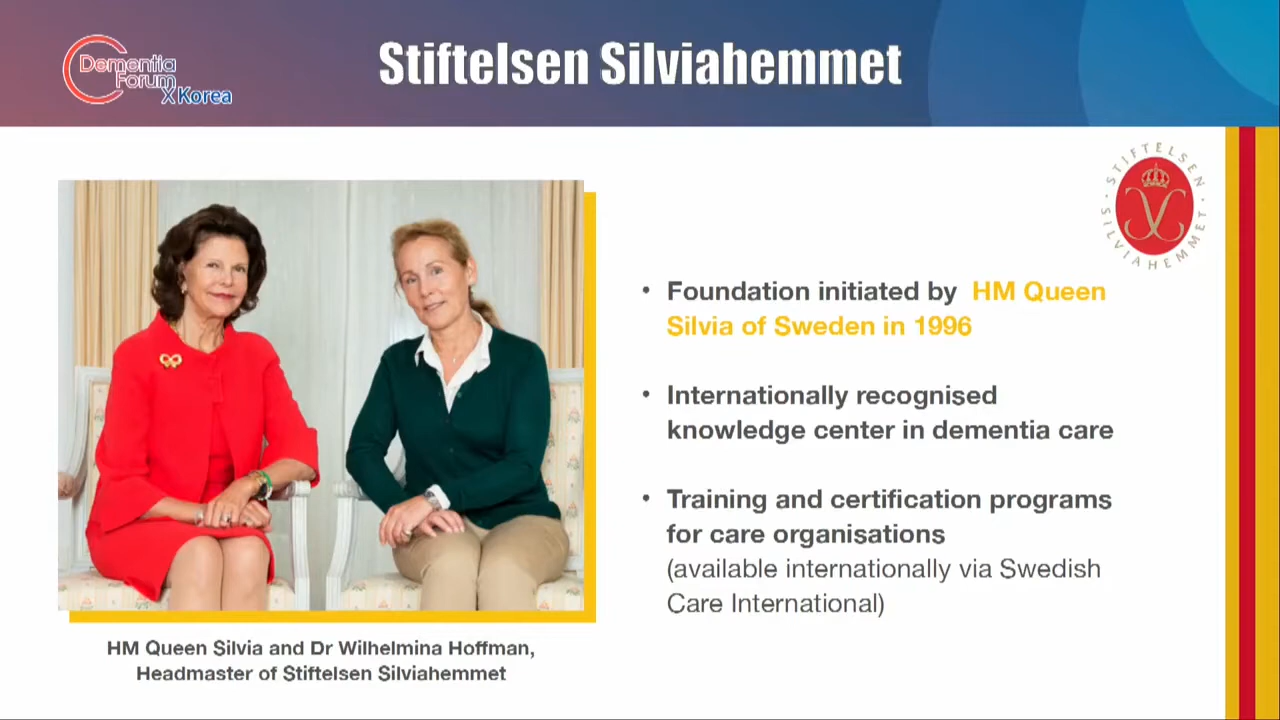 Dementia
Forum
X Korea
Stiftelsen Silviahemmet
STIFTELSEN
SILVIAHEMMET
• Foundation initiated by HM Queen
Silvia of Sweden in 1996
• Internationally recognised
knowledge center in dementia care
• Training and certification programs
for care organisations
(available internationally via Swedish
Care International)
HM Queen Silvia and Dr Wilhelmina Hoffman,
Headmaster of Stiftelsen Silviahemmet